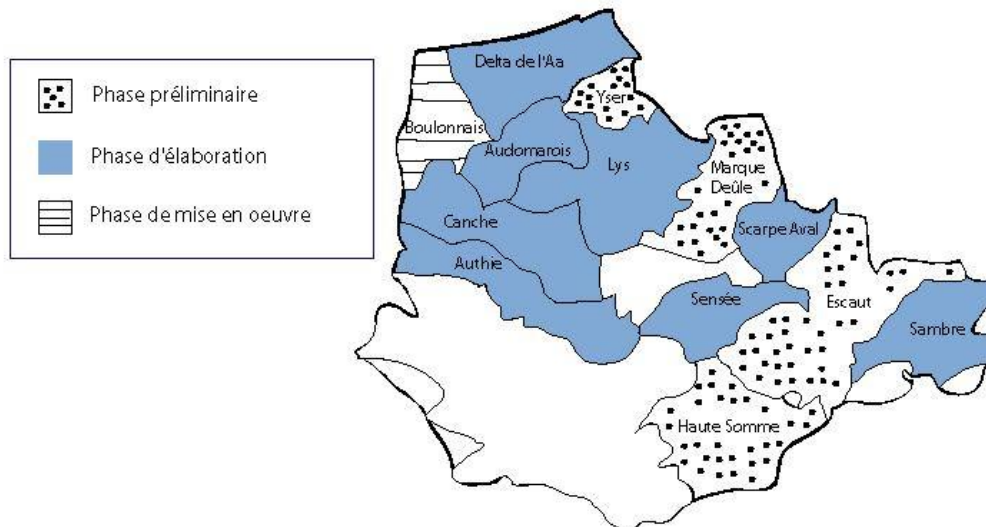 Phase préliminaire
Phase d'élaboration
Phase de mise en oeuvre
Delta de l'Aa
Yser
Boulonnais
Audomarois
Lys
Marque
Deûle
Canche
Scarpe Aval
Authie
Sensée
Escaut
Sambre
Haute Somme